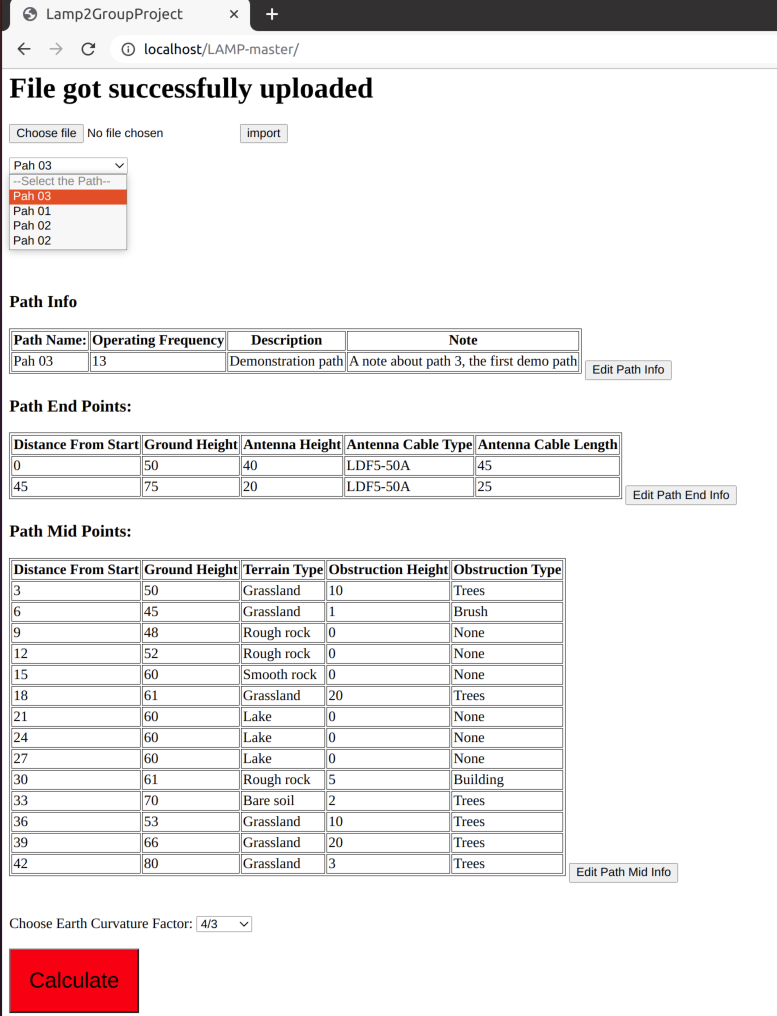 Lamp2GroupProject
localhost/LAMP-master/
File got successfully uploaded
Choose file No file chosen import
Pah 03
--Select the Path--
Pah 03
Pah 01
Pah 02
Pah 02
Path Info
Path Name: Operating Frequency Description Note
Pah 03 13 Demonstration path A note about path 3, the first demo path
Edit Path Info
Path End Points:
Distance From Start Ground Height Antenna Height Antenna Cable Type Antenna Cable Length
0 50 40 LDF5-50A 45
45 75 20 LDF5-50A 25
Edit Path End Info
Path Mid Points:
Distance From Start Ground Height Terrain Type Obstruction Height Obstruction Type
3 50 Grassland 10 Trees
6 45 Grassland 1 Brush
9 48 Rough rock 0 None
12 52 Rough rock 0 None
15 60 Smooth rock 0 None
18 61 Grassland 20 Trees
21 60 Lake 0 None
24 60 Lake 0 None
27 60 Lake 0 None
30 61 Rough rock 5 Building
33 70 Bare soil 2 Trees
36 53 Grassland 10 Trees
39 66 Grassland 20 Trees
42 80 Grassland 3 Trees
Edit Path Mid Info
Choose Earth Curvature Factor: 4/3
Calculate